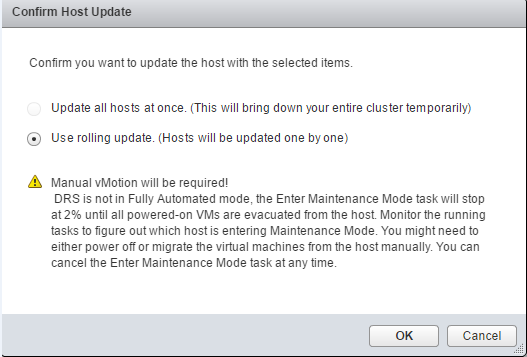 Confirm Host Update
Confirm you want to update the host with the selected items.
Update all hosts at once. (This will bring down your entire cluster temporarily)
Use rolling update. (Hosts will be updated one by one)
Manual vMotion will be required!
DRS is not in Fully Automated mode, the Enter Maintenance Mode task will stop
at 2% until all powered-on VMs are evacuated from the host. Monitor the running
tasks to figure out which host is entering Maintenance Mode. You might need to
either power off or migrate the virtual machines from the host manually. You can
cancel the Enter Maintenance Mode task at any time.
OK
Cancel